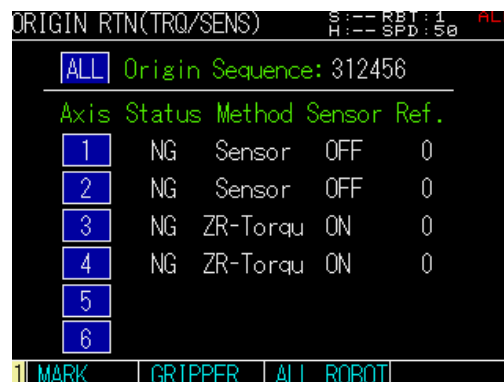 ORIGIN RTN(TRQ/SENS) S:-- RBT:1 AL
H:-- SPD:50
ALL Origin Sequence: 312456
Axis Status Method Sensor Ref.
1 NG Sensor OFF 0
2 NG Sensor OFF 0
3 NG ZR-Torqu ON 0
4 NG ZR-Torqu ON 0
5
6
1 MARK GRIPPER ALL ROBOT